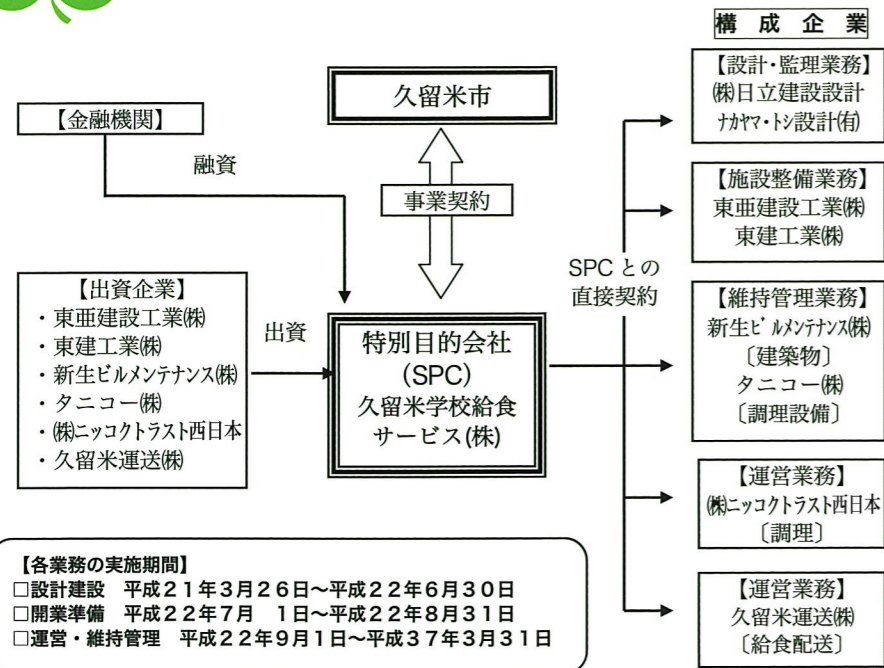 構成企業
【金融機関】
融資
久留米市
事業契約
【出資企業】
・東亜建設工業㈱
・東建工業㈱
・新生ビルメンテナンス㈱
・タニコー㈱
・㈱ニッコクトラスト西日本
・久留米運送㈱
出資
特別目的会社
(SPC)
久留米学校給食
サービス(株)
SPCとの
直接契約
【設計・監理業務】
㈱日立建設設計
ナカヤマ・トシ設計㈲
【施設整備業務】
東亜建設工業㈱
東建工業㈱
【維持管理業務】
新生ビルメンテナンス㈱
〔建築物〕
タニコー㈱
〔調理設備〕
【運営業務】
㈱ニッコクトラスト西日本
〔調理〕
【運営業務】
久留米運送㈱
〔給食配送〕
【各業務の実施期間】
□設計建設 平成21年3月26日～平成22年6月30日
□開業準備 平成22年7月 1日～平成22年8月31日
□運営・維持管理 平成22年9月1日～平成37年3月31日